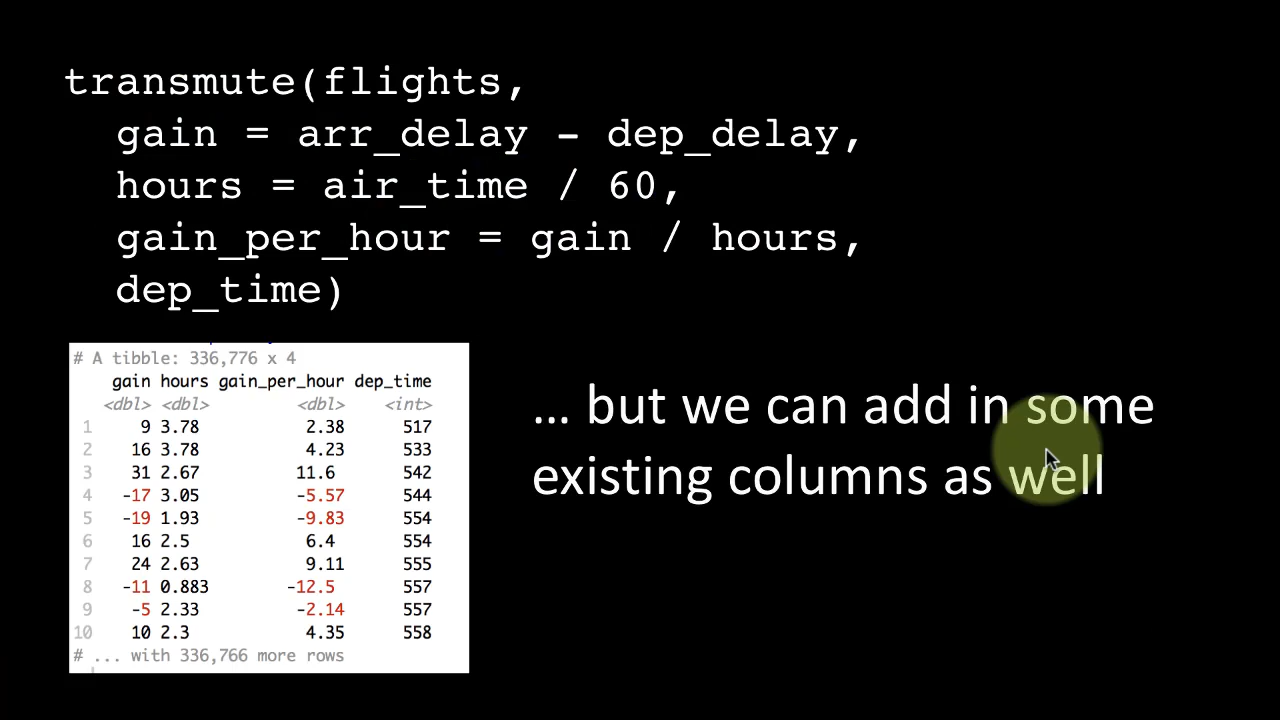 transmute(flights,
gain = arr_delay - dep_delay,
hours = air_time / 60,
gain_per_hour = gain / hours,
dep_time)
# A tibble: 336,776 x 4
gain hours gain_per_hour dep_time
<dbl> <dbl> <dbl> <int>
1 9 3.78 2.38 517
2 16 3.78 4.23 533
3 31 2.67 11.6 542
4 -17 3.05 -5.57 544
5 -19 1.93 -9.83 554
6 16 2.5 6.4 554
7 24 2.63 9.11 555
8 -11 0.883 -12.5 557
9 -5 2.33 -2.14 557
10 10 2.3 4.35 558
# ... with 336,766 more rows
... but we can add in some
existing columns as well